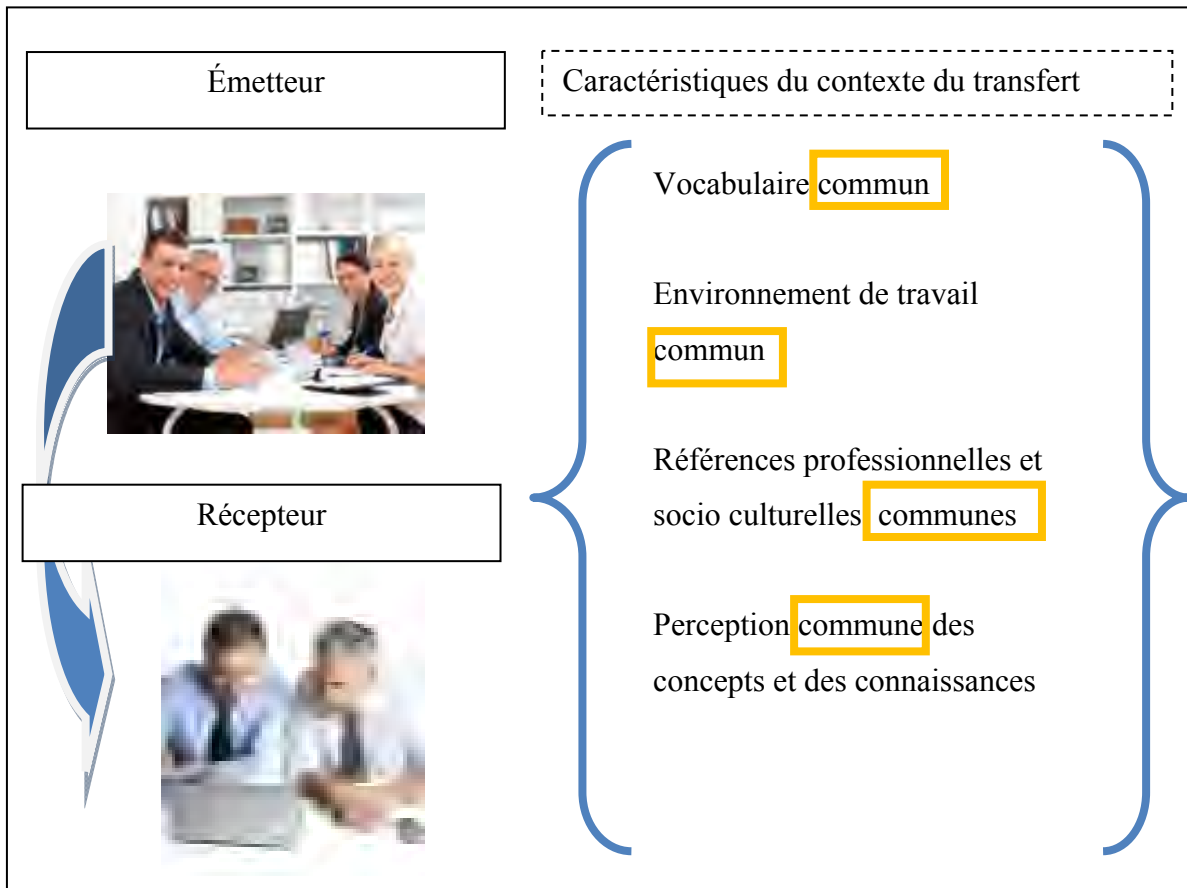 Émetteur
Caractéristiques du contexte du transfert
Vocabulaire commun
Environnement de travail
commun
Références professionnelles et
socio culturelles communes
Récepteur
Perception commune des
concepts et des connaissances